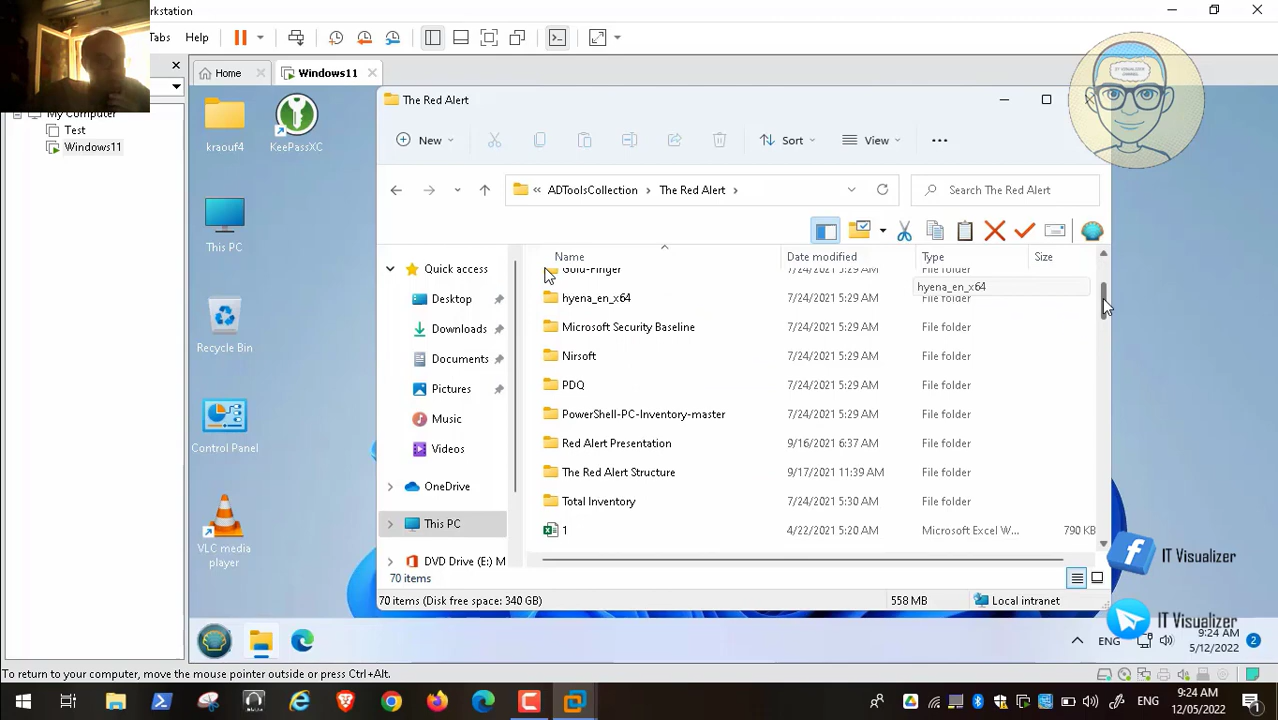 rkstation
Tabs Help
Home
Windows11
My Computer
Test
Windows11
kraouf4
KeePassXC
This PC
Recycle Bin
Control Panel
VLC media
player
The Red Alert
New
Sort
View
ADToolsCollection
The Red Alert
Search The Red Alert
Name Date modified Type Size
Quick access
Desktop
Downloads
Documents
Pictures
Music
Videos
OneDrive
This PC
DVD Drive (E:) M
Gold-Finger 7/24/2021 5:29 AM File folder
hyena_en_x64
hyena_en_x64 7/24/2021 5:29 AM File folder
Microsoft Security Baseline 7/24/2021 5:29 AM File folder
Nirsoft 7/24/2021 5:29 AM File folder
PDQ 7/24/2021 5:29 AM File folder
PowerShell-PC-Inventory-master 7/24/2021 5:29 AM File folder
Red Alert Presentation 9/16/2021 6:37 AM File folder
The Red Alert Structure 9/17/2021 11:39 AM File folder
Total Inventory 7/24/2021 5:30 AM File folder
1 4/22/2021 5:20 AM Microsoft Excel W... 790 KB
70 items
70 items (Disk free space: 340 GB) 558 MB Local intranet
IT Visualizer
IT Visualizer
ENG
9:24 AM
5/12/2022
2
To return to your computer, move the mouse pointer outside or press Ctrl+Alt.
ENG
9:24 AM
12/05/2022
1